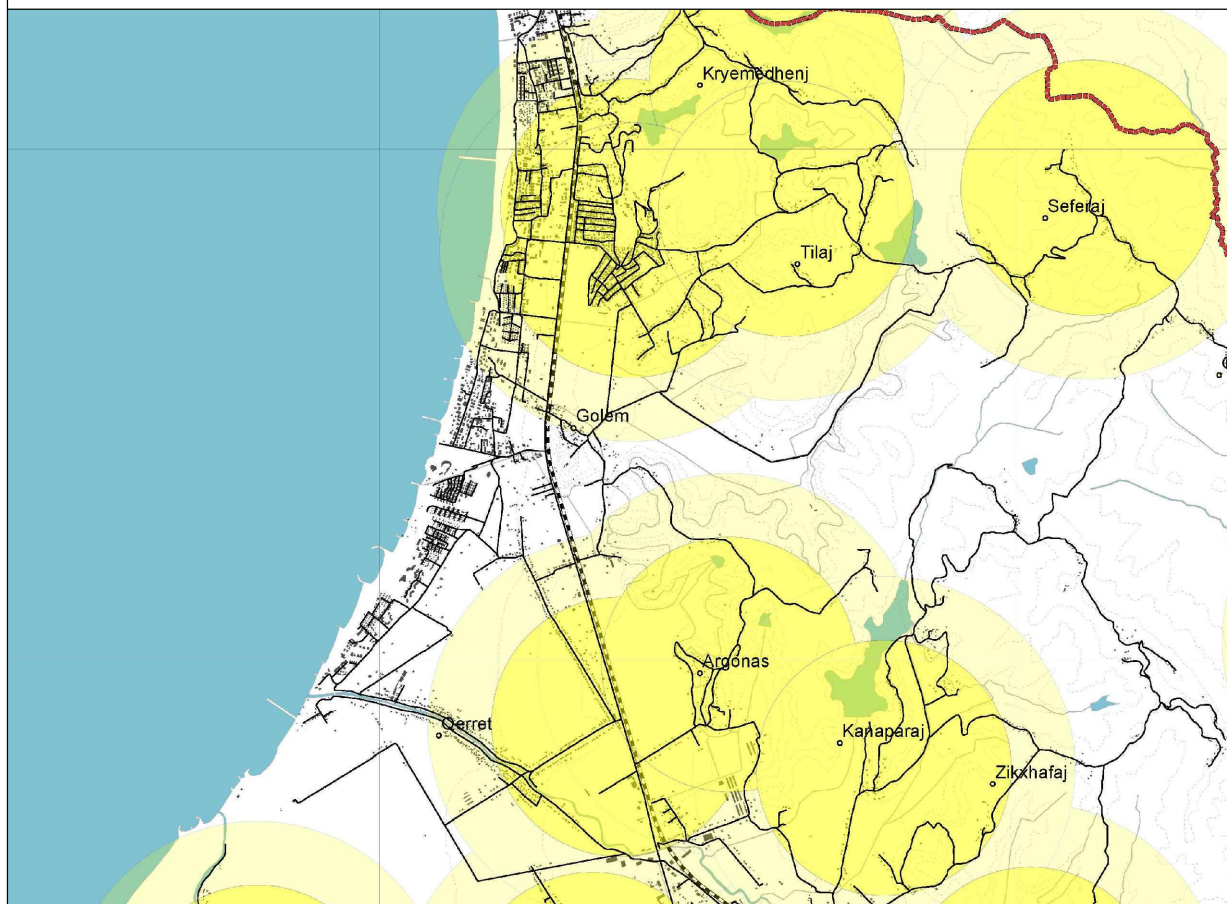 Kryemëdhenj
Seferaj
Tilaj
Golem
Argonas
Qerret
Kanaparaj
Zikxhafaj